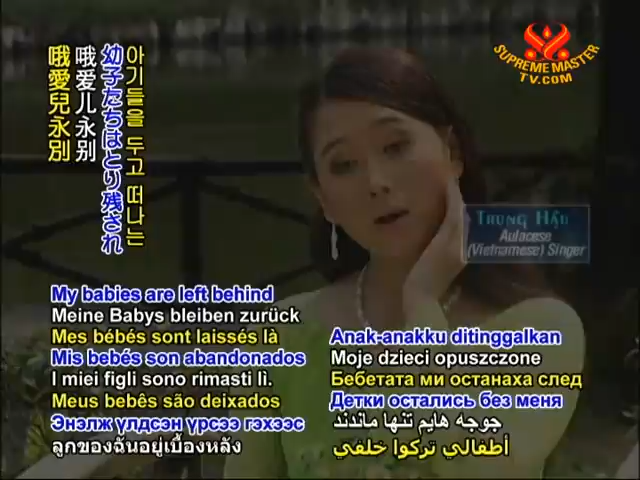 哦愛兒永別
哦爱儿永别
幼子たちはとり残され
아기들을 두고 떠나는
SUPREME MASTER
TV.COM
TRUNG HẬU
Aulacese
(Vietnamese) Singer
My babies are left behind
Meine Babys bleiben zurück
Mes bébés sont laissés là
Mis bebés son abandonados
I miei figli sono rimasti lì.
Meus bebês são deixados
Энэлж үлдсэн үрсээ гэхээс
ลูกของฉันอยู่เบื้องหลัง
Anak-anakku ditinggalkan
Moje dzieci opuszczone
Бебетата ми останаха след
Детки остались без меня
جوجه هایم تنها ماندند
أطفالي تركوا خلفي